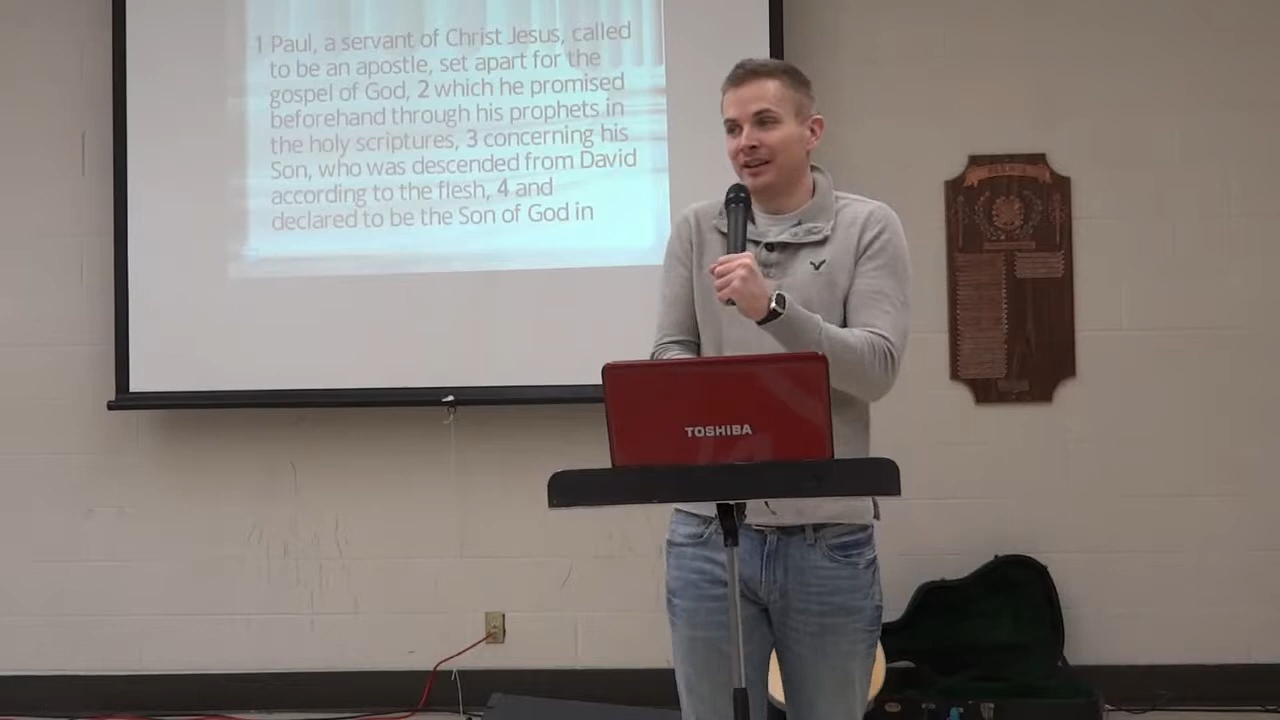 1 Paul, a servant of Christ Jesus, called
to be an apostle, set apart for the
gospel of God, 2 which he promised
beforehand through his prophets in
the holy scriptures, 3 concerning his
Son, who was descended from David
according to the flesh, 4 and
declared to be the Son of God in
TOSHIBA